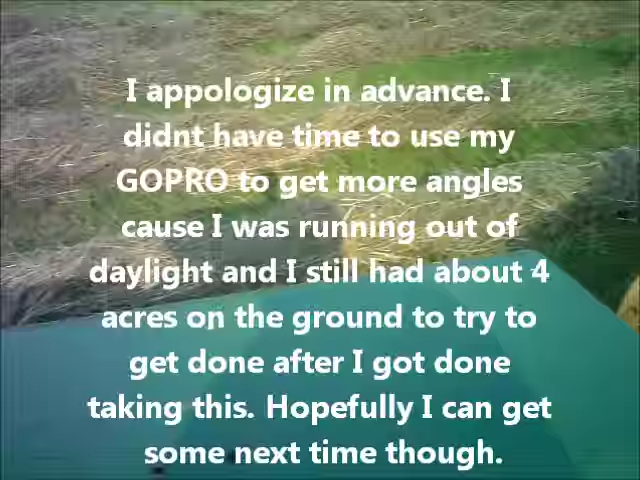 I appologize in advance. I
didnt have time to use my
GOPRO to get more angles
cause I was running out of
daylight and I still had about 4
acres on the ground to try to
get done after I got done
taking this. Hopefully I can get
some next time though.